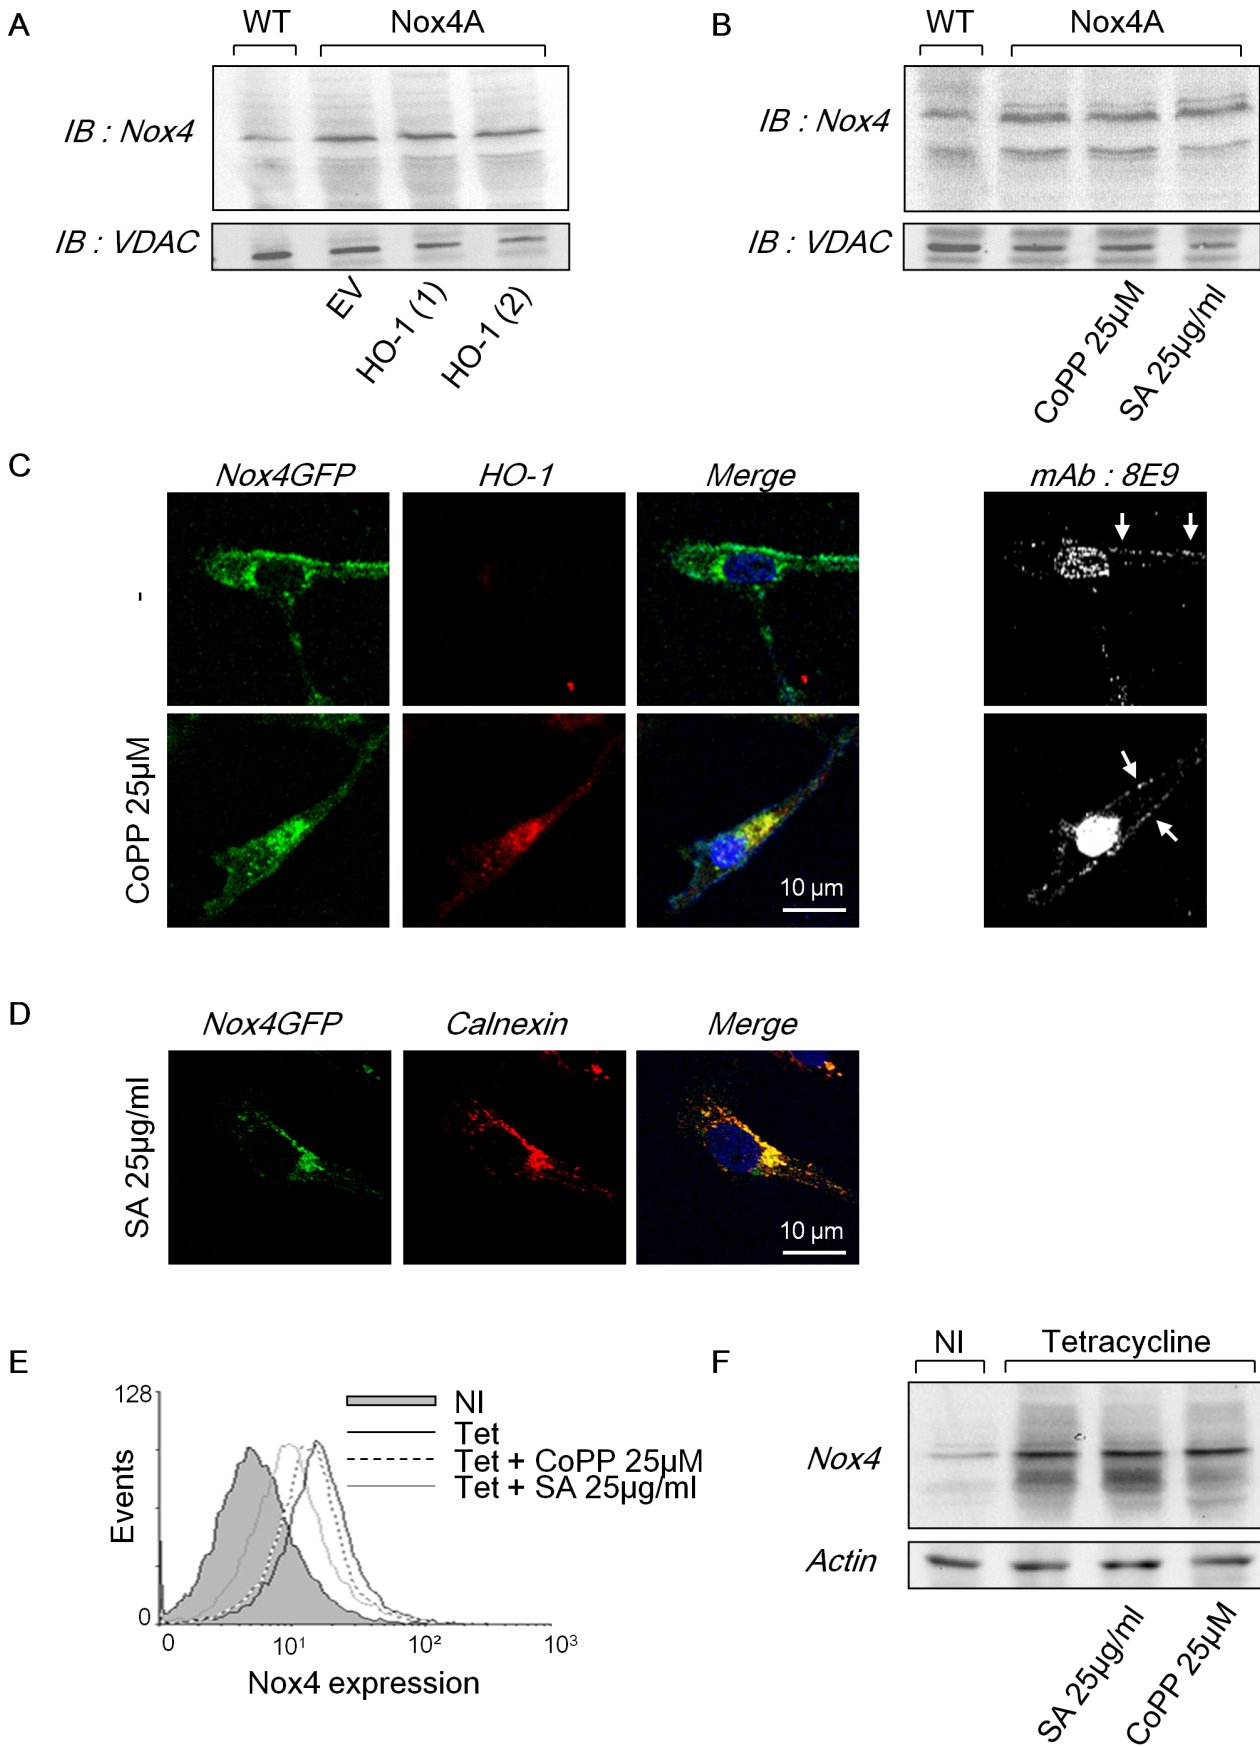 A
WT
Nox4A
IB : Nox4
IB : VDAC
EV
HO-1 (1)
HO-1 (2)
B
WT
Nox4A
IB : Nox4
IB : VDAC
CoPP 25µM
SA 25µg/ml
C
Nox4GFP
HO-1
Merge
mAb : 8E9
-
CoPP 25µM
10 µm
D
Nox4GFP
Calnexin
Merge
SA 25µg/ml
10 µm
E
128
Events
0
0
10¹
10²
10³
Nox4 expression
NI
Tet
Tet + CoPP 25µM
Tet + SA 25µg/ml
F
NI
Tetracycline
Nox4
Actin
SA 25µg/ml
CoPP 25µM